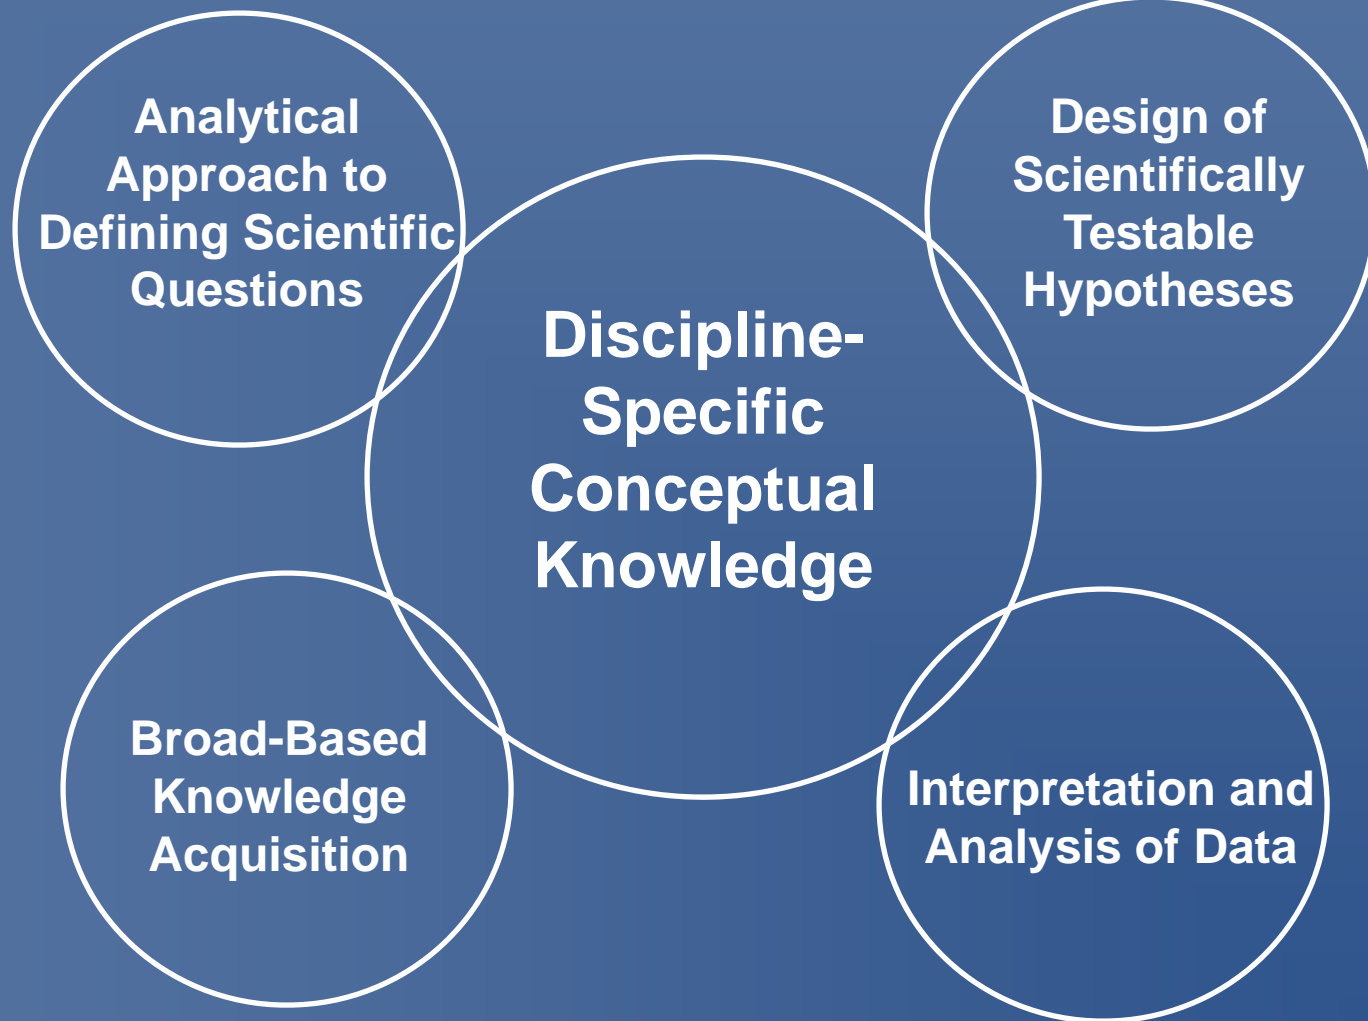 Analytical
Approach to
Defining Scientific
Questions
Design of
Scientifically
Testable
Hypotheses
Discipline-
Specific
Conceptual
Knowledge
Broad-Based
Knowledge
Acquisition
Interpretation and
Analysis of Data